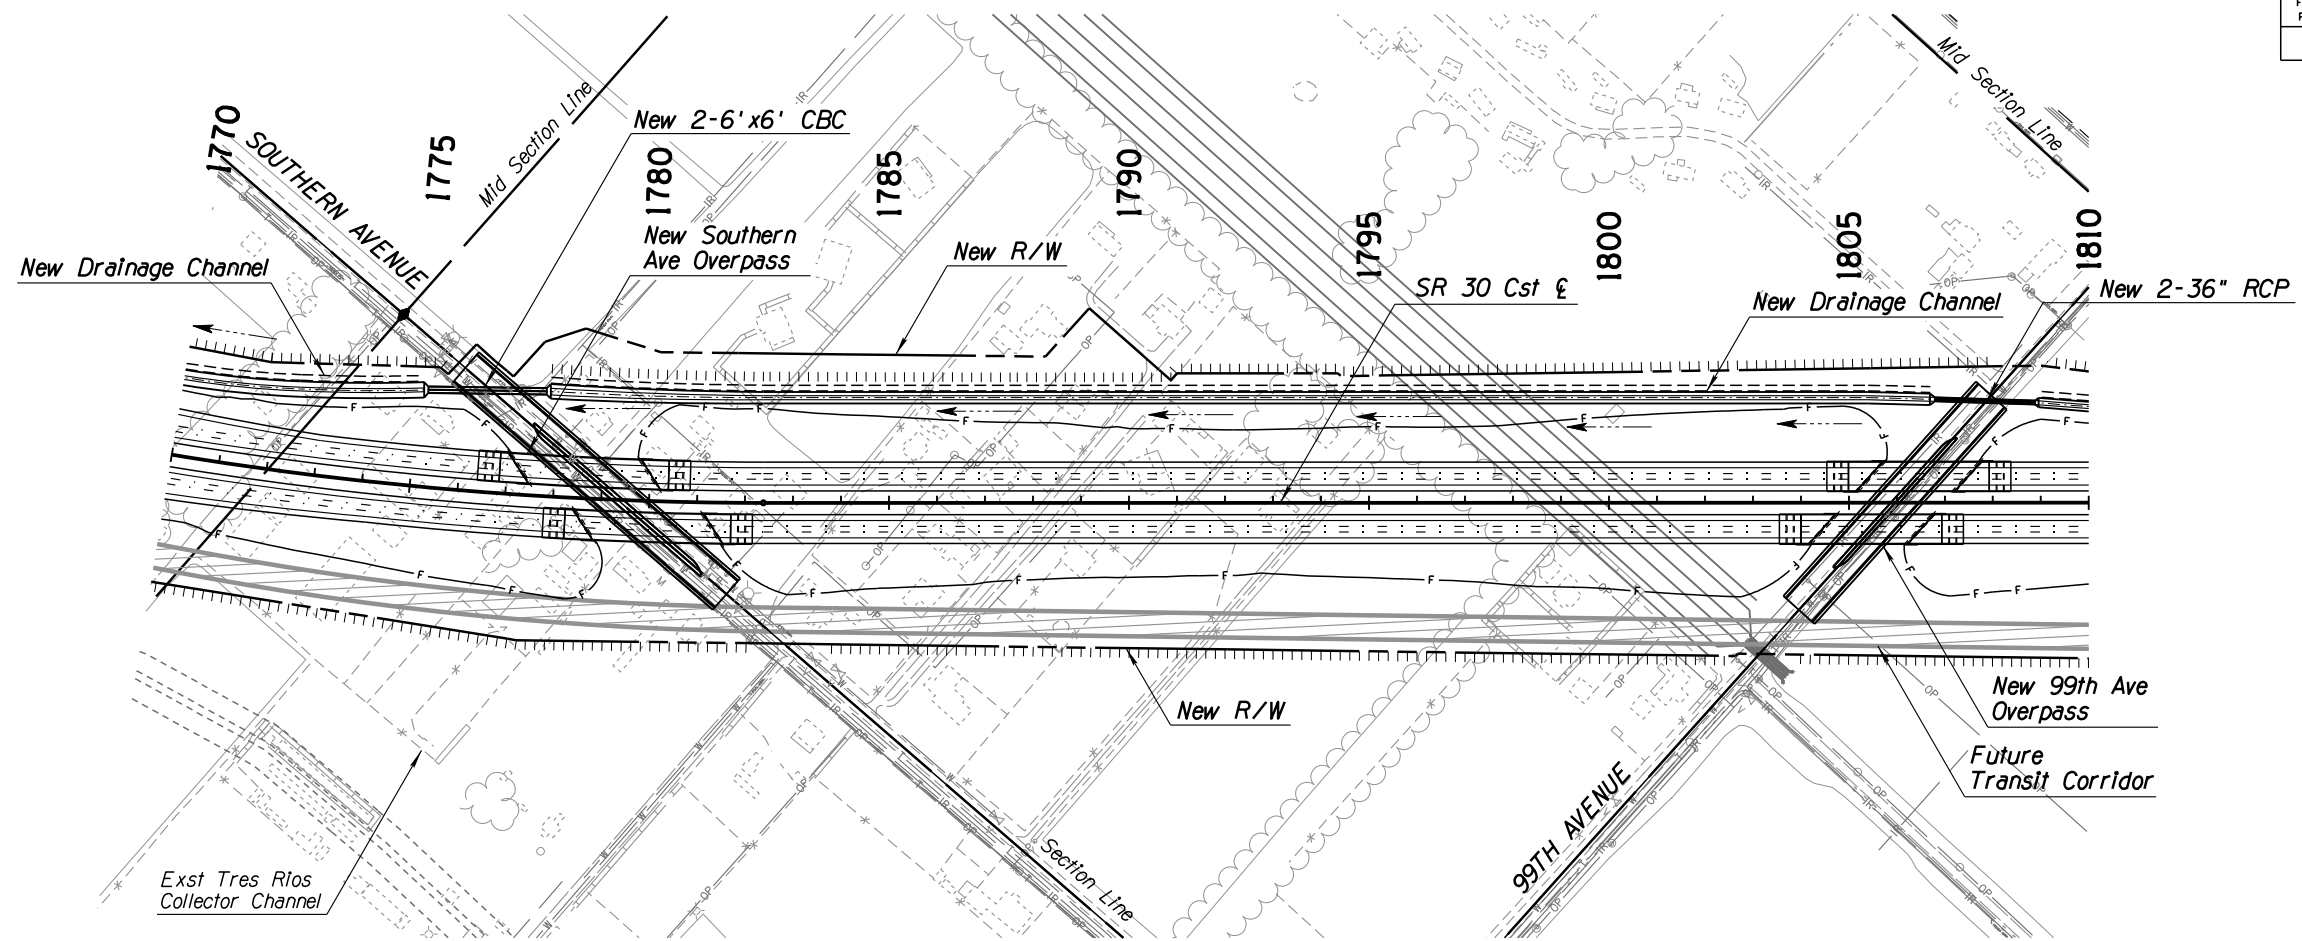 Mid Section Line
Mid Section Line
1770
SOUTHERN AVENUE
1775
New 2-6'x6' CBC
1780
1785
1790
1795
1800
1805
1810
New Southern
Ave Overpass
New R/W
New Drainage Channel
SR 30 Cst ℄
New Drainage Channel
New 2-36" RCP
New R/W
New 99th Ave
Overpass
Future
Transit Corridor
99TH AVENUE
Section Line
Exst Tres Rios
Collector Channel